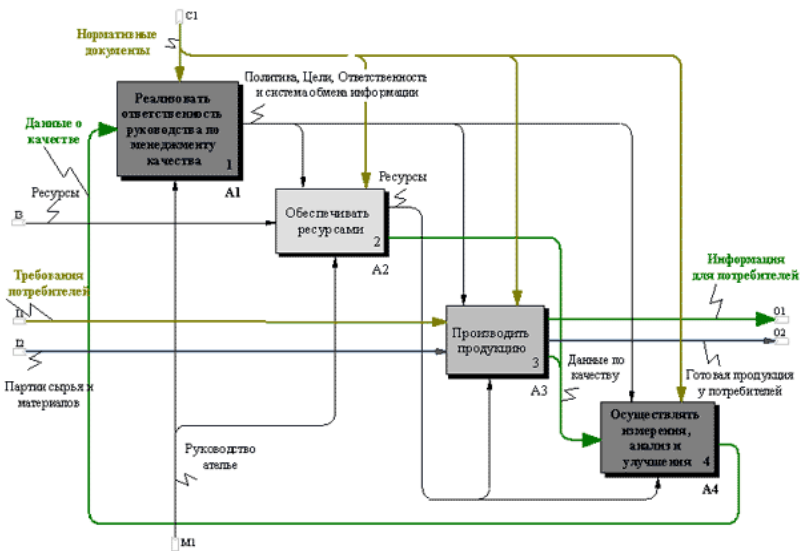 C1
Нормативные
документы
Политика, Цели, Ответственность
и система обмена информации
Реализовать
ответственность
руководства по
менеджменту
качества
1
A1
Данные о
качестве
Ресурсы
I3
Ресурсы
Обеспечивать
ресурсами
2
A2
Требования
потребителей
I1
I2
Партии сырья и
материалов
Информация
для потребителей
O1
O2
Производить
продукцию
3
A3
Данные по
качеству
Готовая продукция
у потребителей
Осуществлять
измерения,
анализ и
улучшения 4
A4
Руководство
ателье
M1